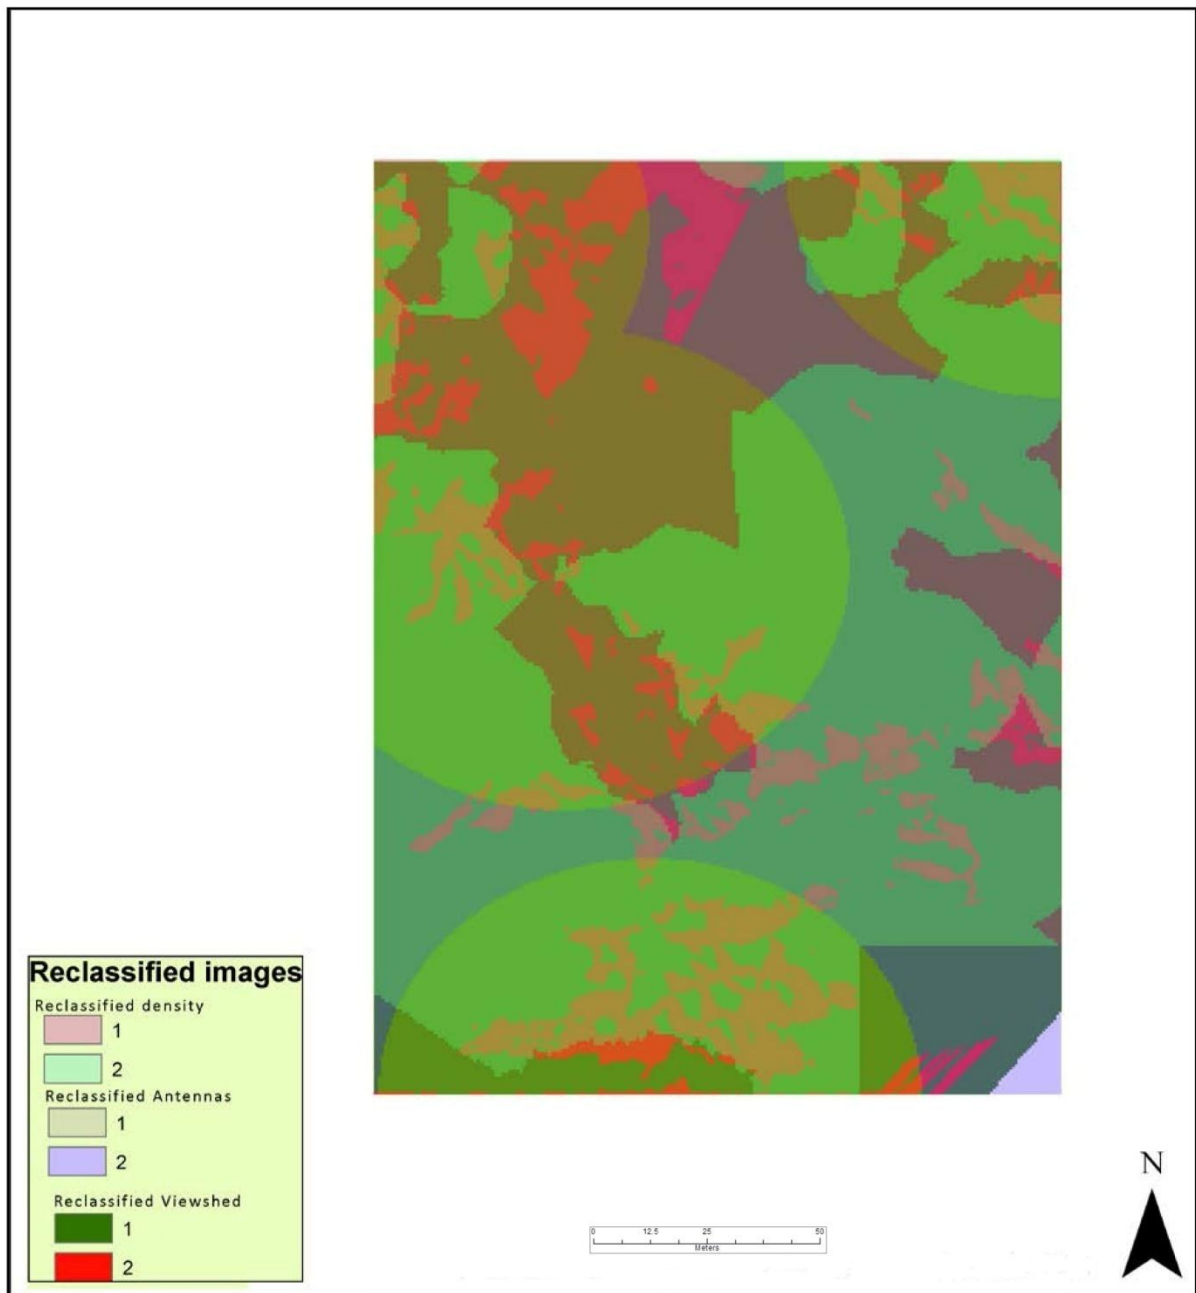 Reclassified images
Reclassified density
1
2
Reclassified Antennas
1
2
Reclassified Viewshed
1
2
0 12.5 25 50
Meters
N